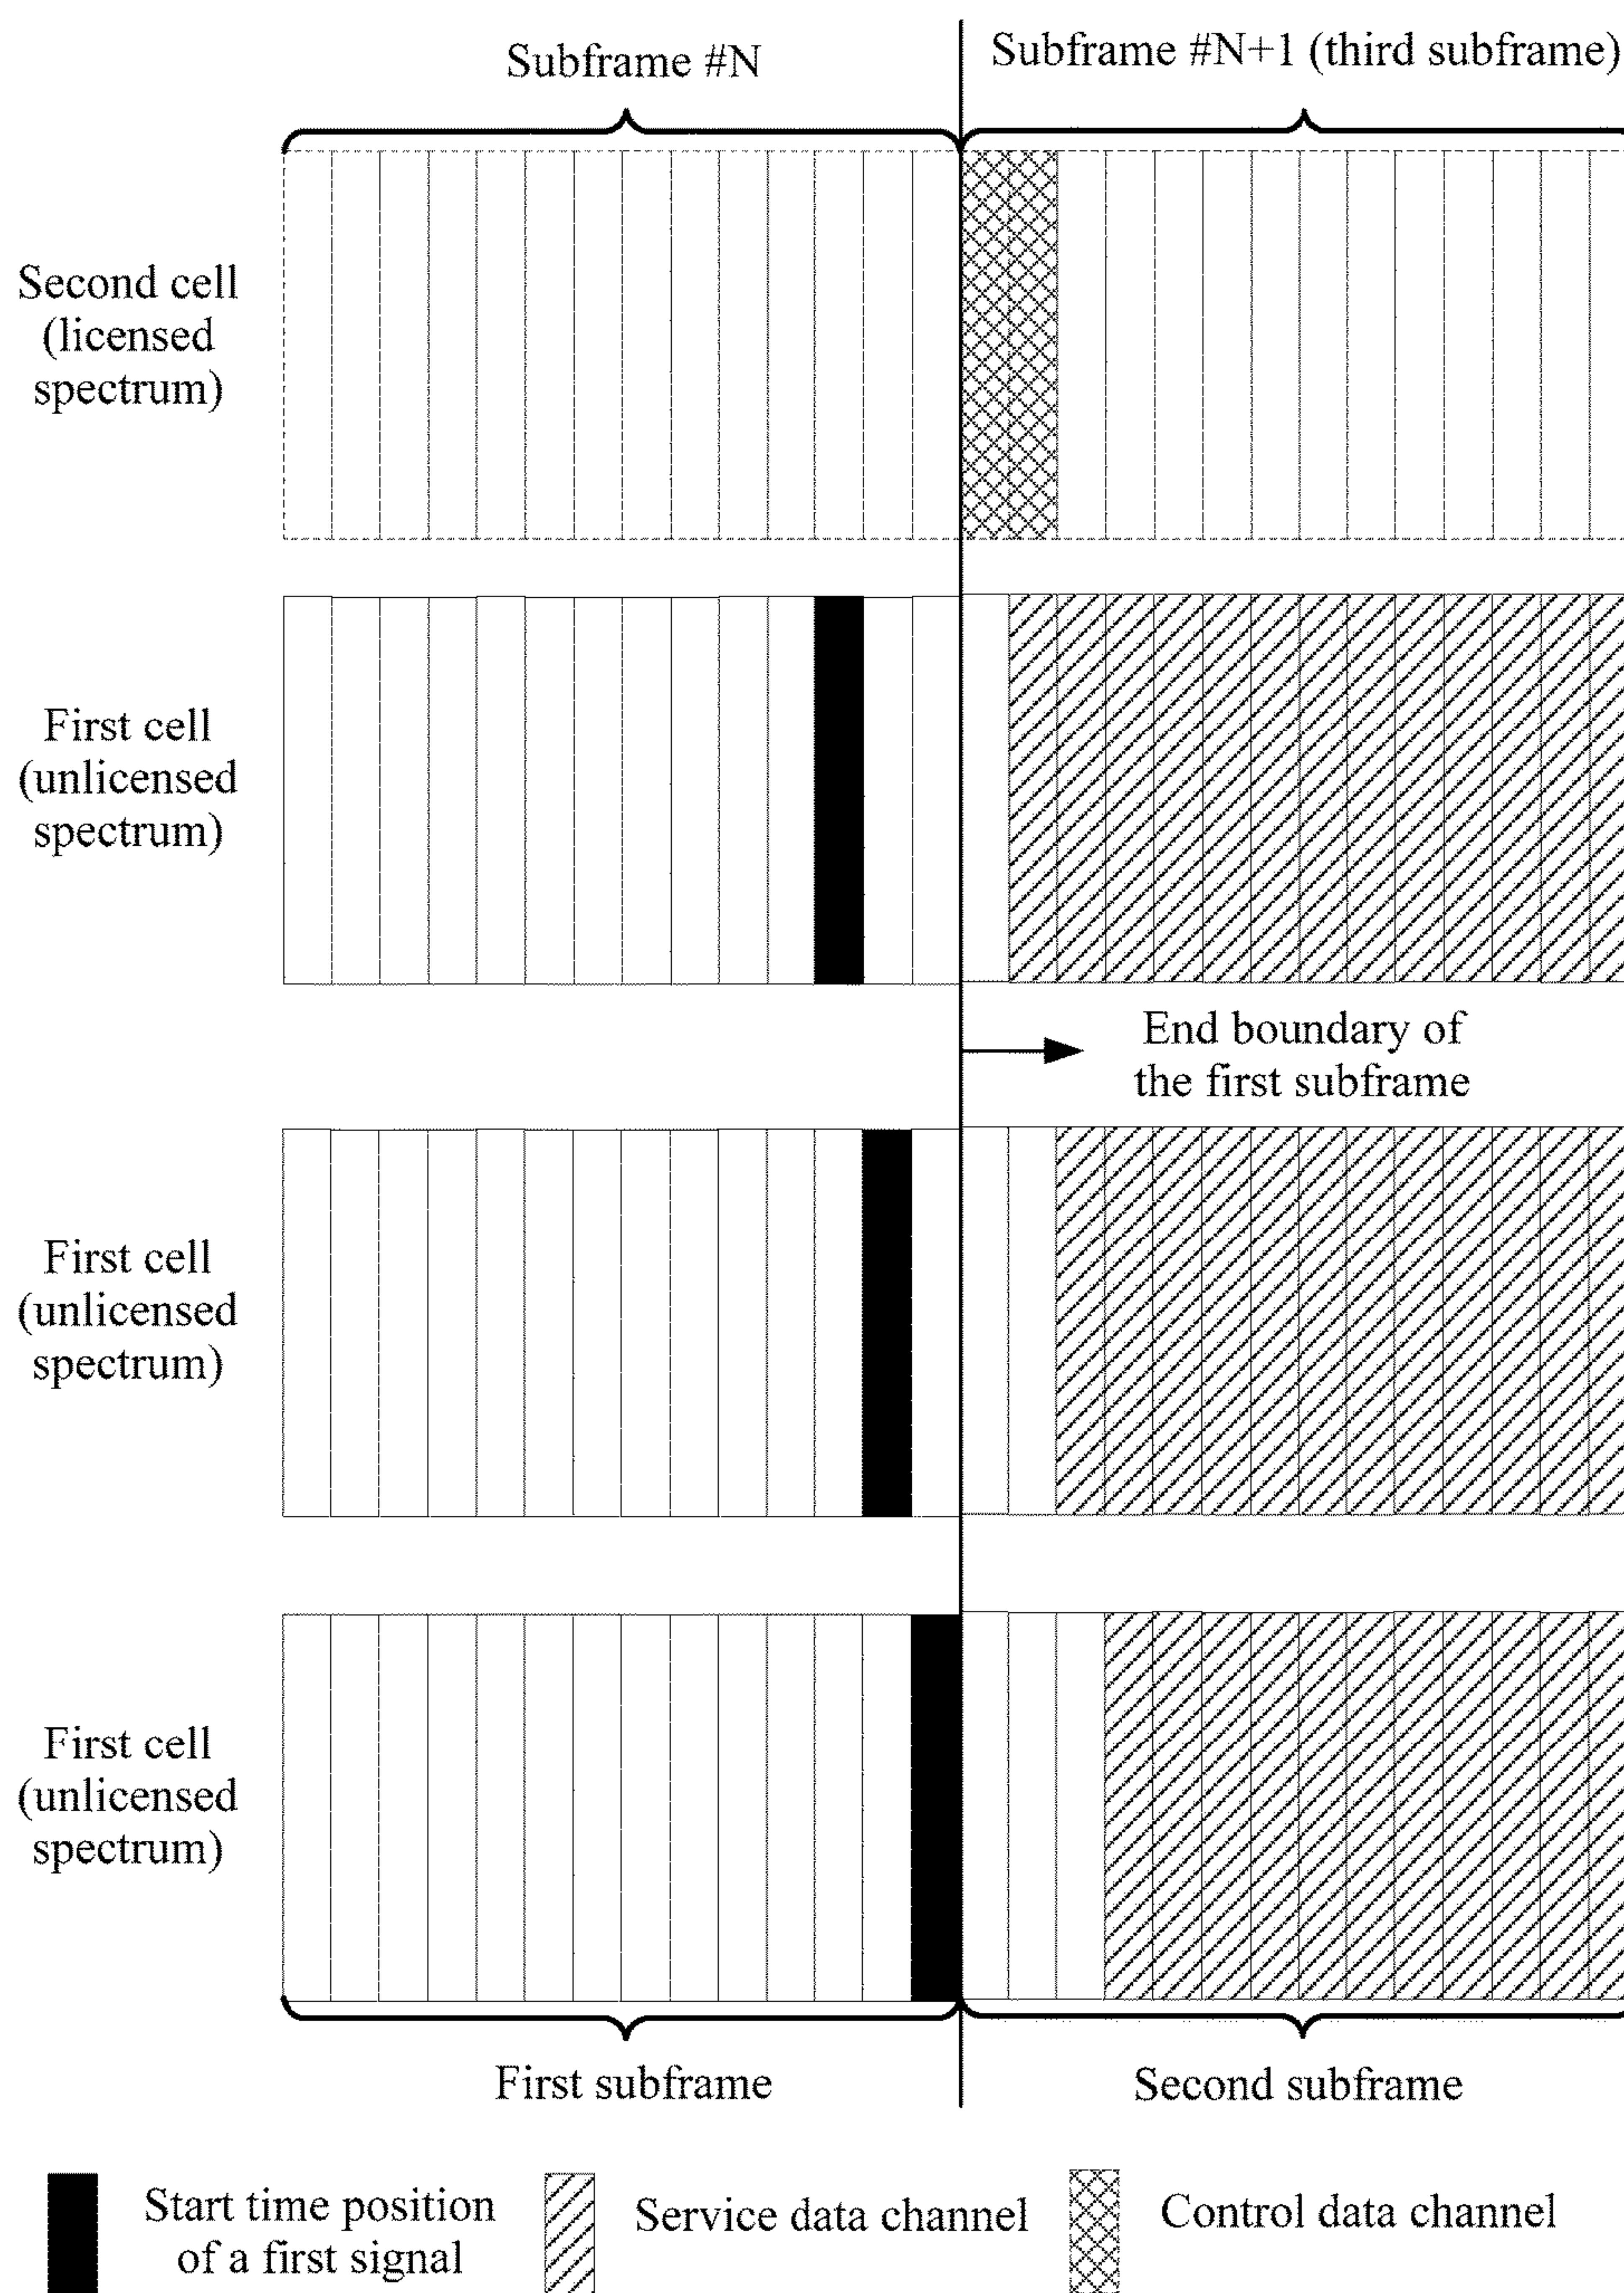 Subframe #N
Subframe #N+1 (third subframe)
Second cell
(licensed
spectrum)
First cell
(unlicensed
spectrum)
End boundary of
the first subframe
First cell
(unlicensed
spectrum)
First cell
(unlicensed
spectrum)
First subframe
Second subframe
Start time position
of a first signal
Service data channel
Control data channel